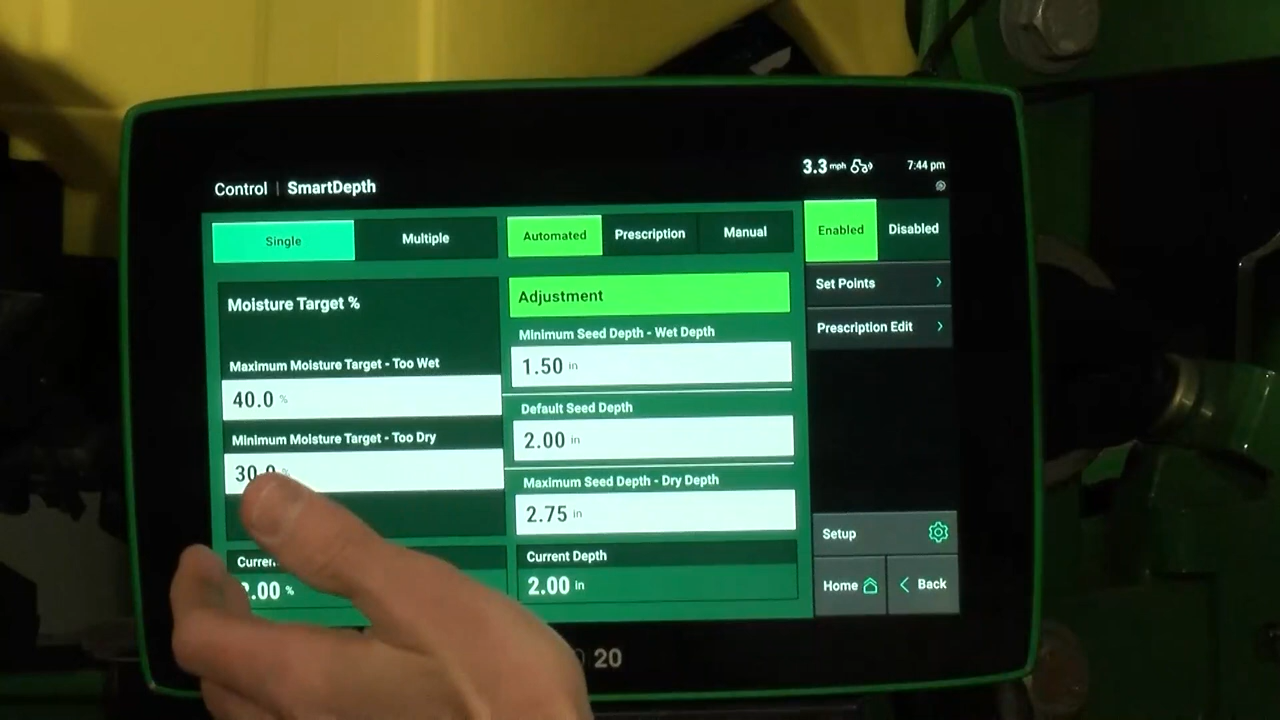 Control | SmartDepth
3.3 mph
7:44 pm
Single
Multiple
Automated
Prescription
Manual
Enabled
Disabled
Moisture Target %
Maximum Moisture Target - Too Wet
40.0 %
Minimum Moisture Target - Too Dry
30.0 %
.00 %
Adjustment
Minimum Seed Depth - Wet Depth
1.50 in
Default Seed Depth
2.00 in
Maximum Seed Depth - Dry Depth
2.75 in
Current Depth
2.00 in
Set Points
Prescription Edit
Setup
Home
Back
20